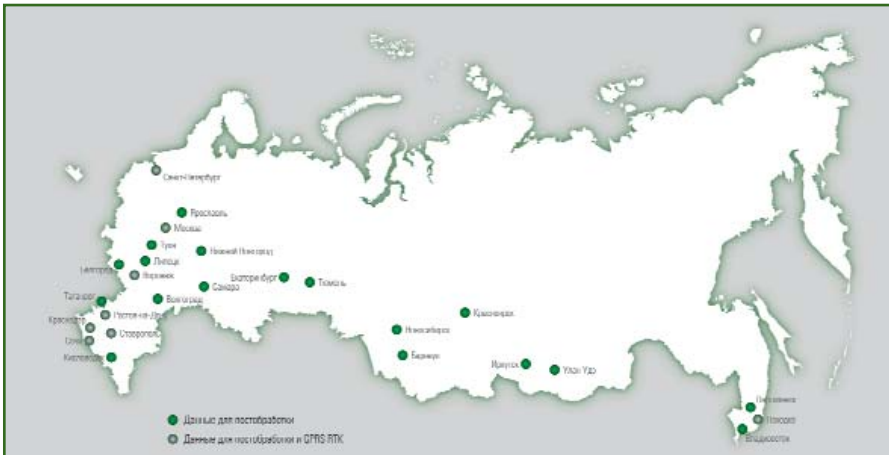 Санкт-Петербург
Ярославль
Москва
Тула
Нижний Новгород
Белгород
Липецк
Воронеж
Екатеринбург
Тюмень
Самара
Таганрог
Волгоград
Ростов-на-Дону
Краснодар
Ставрополь
Сочи
Кисловодск
Красноярск
Новосибирск
Барнаул
Иркутск
Улан Удэ
Находка
Владивосток
Данные для постобработки
Данные для постобработки и GPRS RTK